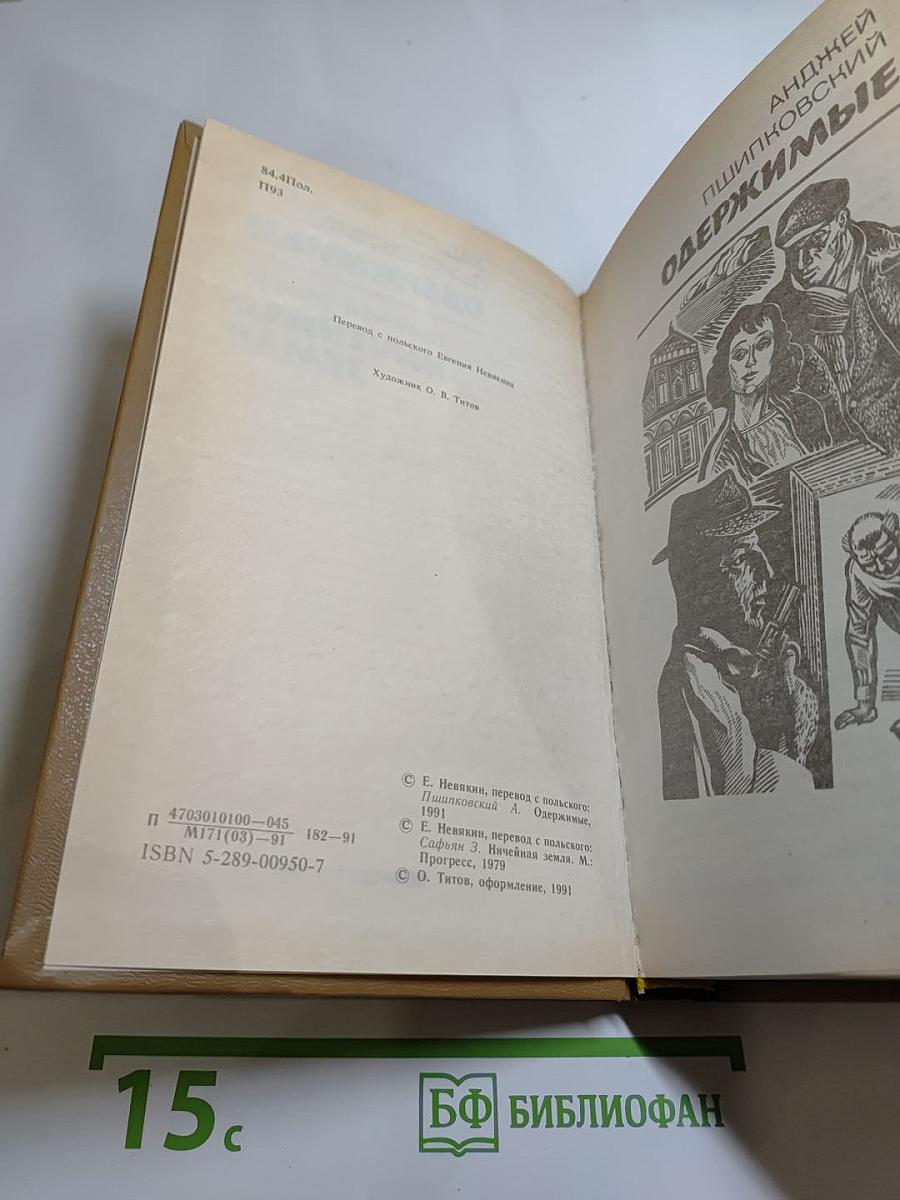 84.4Пол.
П93
Перевод с польского Евгения Невякина
Художник О. В. Титов
П 4703010100—045
М171(03)—91
182—91
ISBN 5-289-00950-7
© Е. Невякин, перевод с польского:
Пшипковский А. Одержимые,
1991
© Е. Невякин, перевод с польского:
Сафьян З. Ничейная земля. М.:
Прогресс, 1979
© О. Титов, оформление, 1991
АНДЖЕЙ
ПШИПКОВСКИЙ
ОДЕРЖИМЫЕ
15 с
БФ БИБЛИОФАН